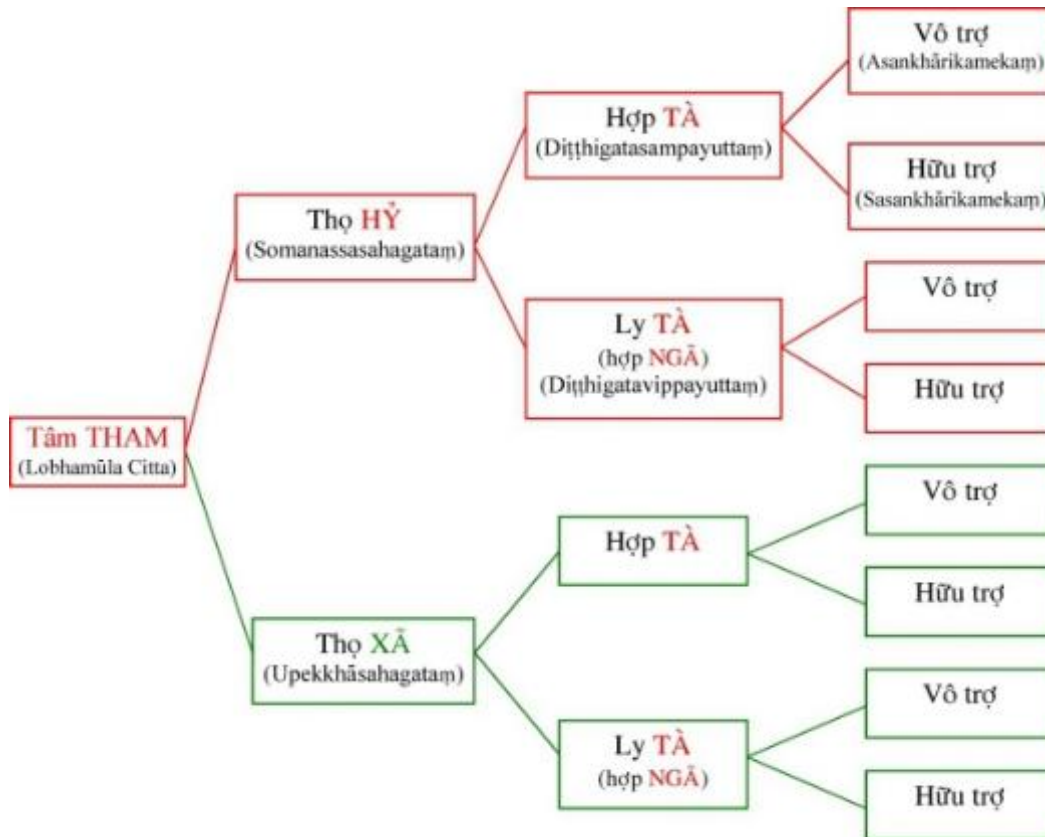 Tâm THAM
(Lobhamūla Citta)
Thọ HỶ
(Somanassasahagataṃ)
Hợp TÀ
(Diṭṭhigatasampayuttaṃ)
Vô trợ
(Asankhārikamekaṃ)
Hữu trợ
(Sasankhārikamekaṃ)
Ly TÀ
(hợp NGÃ)
(Diṭṭhigatavippayuttaṃ)
Vô trợ
Hữu trợ
Thọ XẢ
(Upekkhāsahagataṃ)
Hợp TÀ
Vô trợ
Hữu trợ
Ly TÀ
(hợp NGÃ)
Vô trợ
Hữu trợ